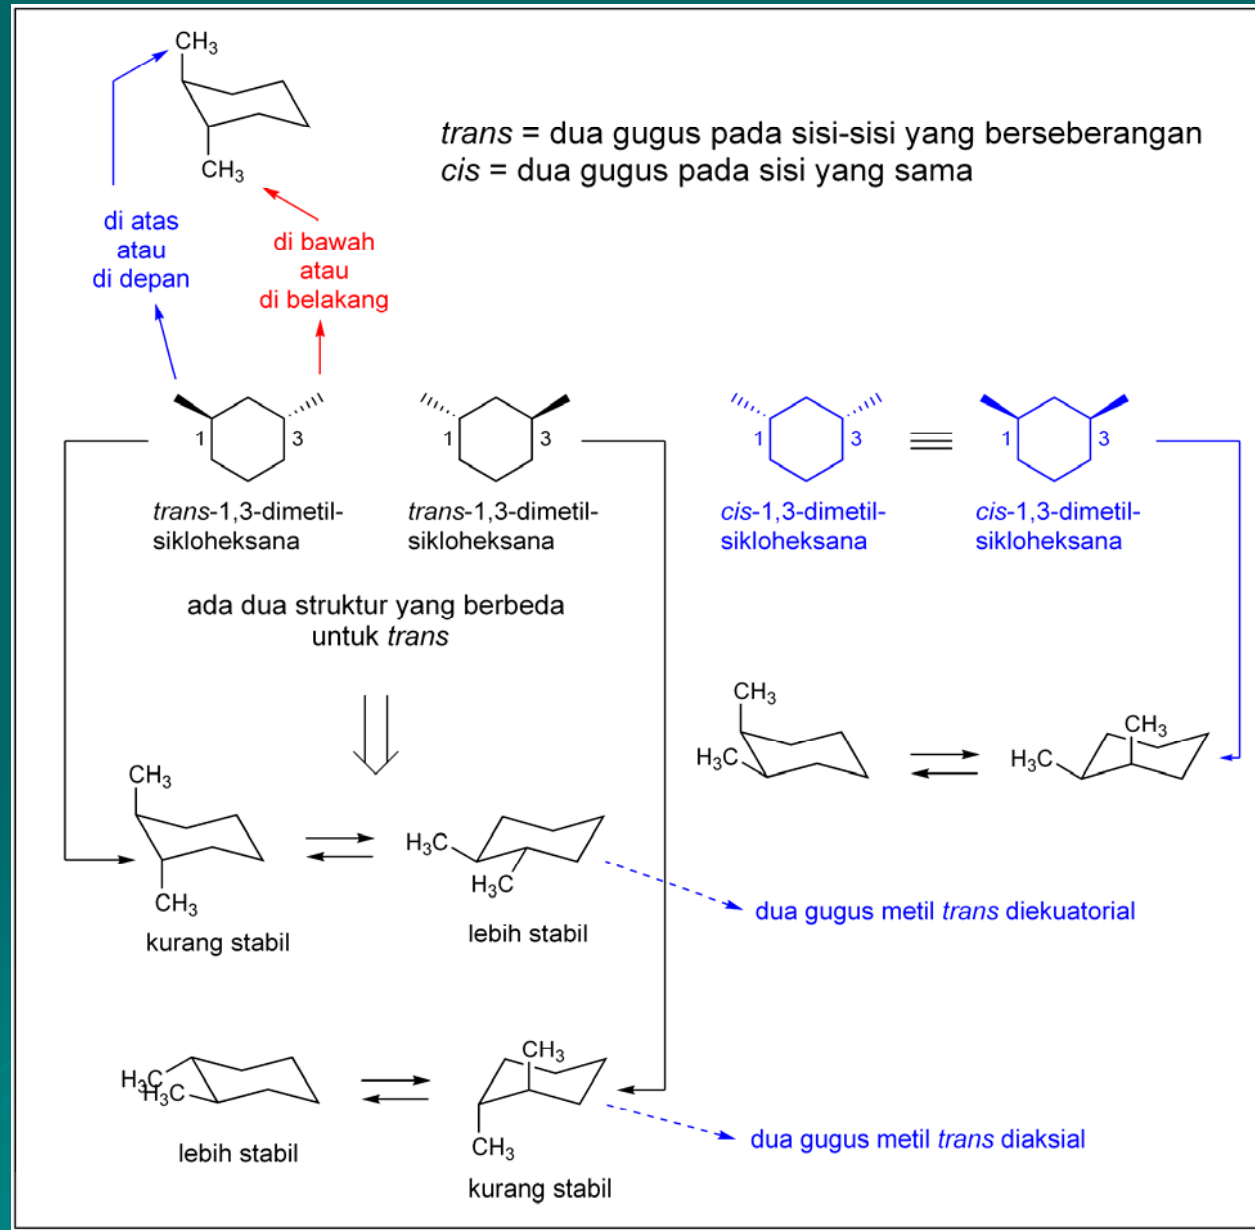 CH3
CH3
trans = dua gugus pada sisi-sisi yang berseberangan
cis = dua gugus pada sisi yang sama
di atas
atau
di depan
di bawah
atau
di belakang
1
3
trans-1,3-dimetil-
sikloheksana
1
3
trans-1,3-dimetil-
sikloheksana
1
3
cis-1,3-dimetil-
sikloheksana
1
3
cis-1,3-dimetil-
sikloheksana
ada dua struktur yang berbeda
untuk trans
CH3
H3C
CH3
H3C
CH3
CH3
kurang stabil
H3C
H3C
lebih stabil
dua gugus metil trans diekuatorial
H3C
H3C
lebih stabil
CH3
CH3
kurang stabil
dua gugus metil trans diaksial